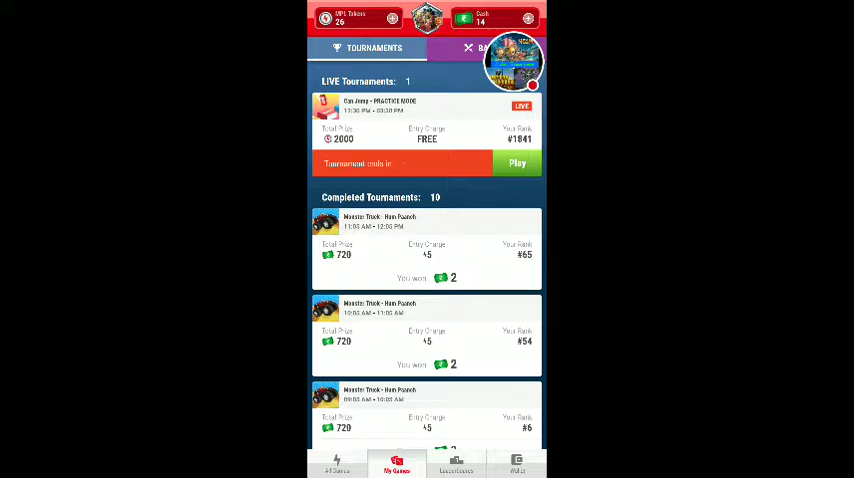 MPL Tokens
26
Cash
14
TOURNAMENTS
LIVE Tournaments: 1
Can Jump - PRACTICE MODE
LIVE
Total Prize Entry Charge Your Rank
2000 FREE #1841
Tournament ends in
Play
Completed Tournaments: 10
Monster Truck - Hum Paanch
11:05 AM - 12:05 PM
Total Prize Entry Charge Your Rank
720 5 #65
You won 2
Monster Truck - Hum Paanch
10:05 AM - 11:05 AM
Total Prize Entry Charge Your Rank
720 5 #54
You won 2
Monster Truck - Hum Paanch
09:05 AM - 10:05 AM
Total Prize Entry Charge Your Rank
720 5 #6
All Games My Games Leaderboards Wallet